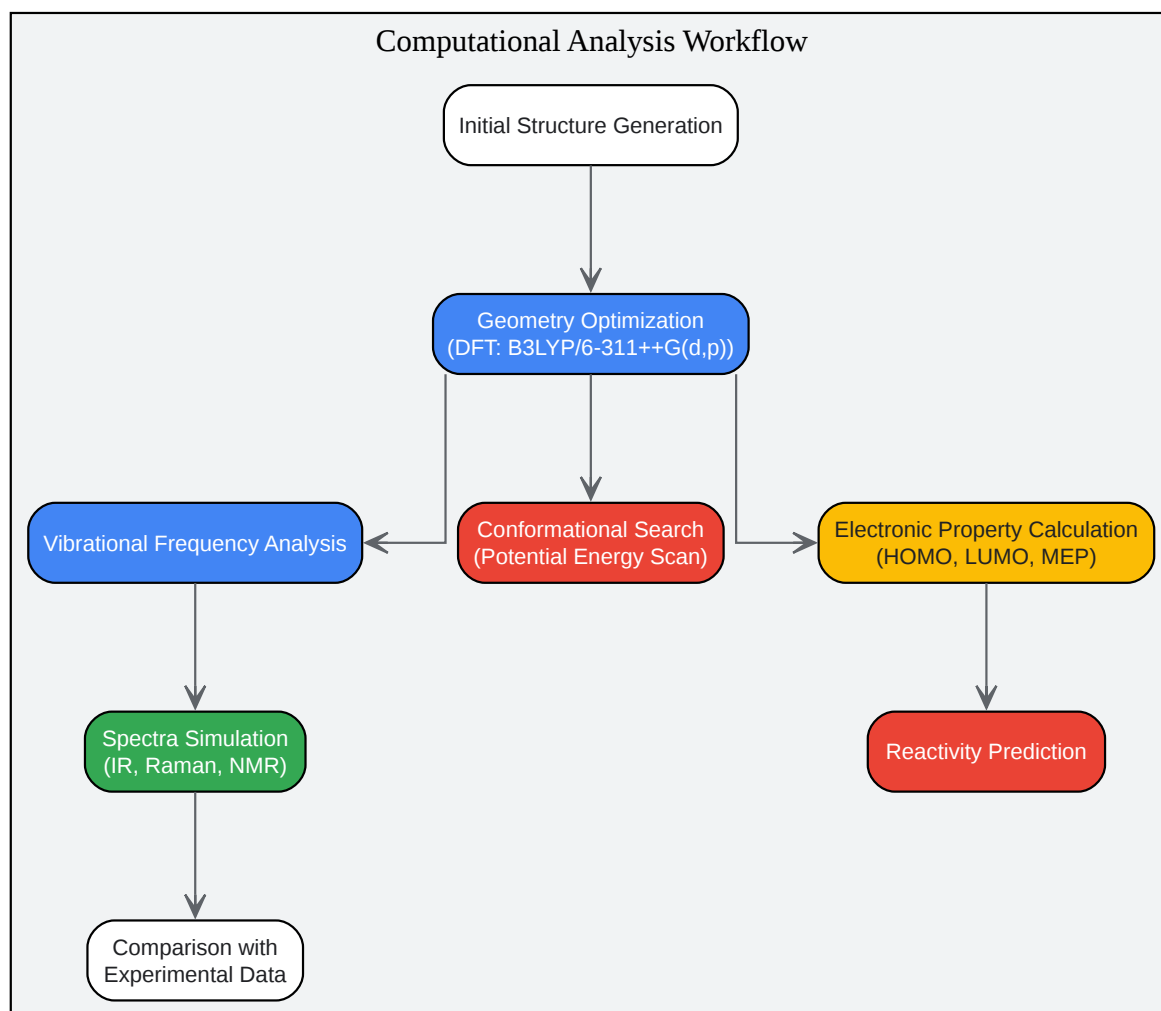 Computational Analysis Workflow
Initial Structure Generation
Geometry Optimization
(DFT: B3LYP/6-311++G(d,p))
Vibrational Frequency Analysis
Conformational Search
(Potential Energy Scan)
Electronic Property Calculation
(HOMO, LUMO, MEP)
Spectra Simulation
(IR, Raman, NMR)
Reactivity Prediction
Comparison with
Experimental Data